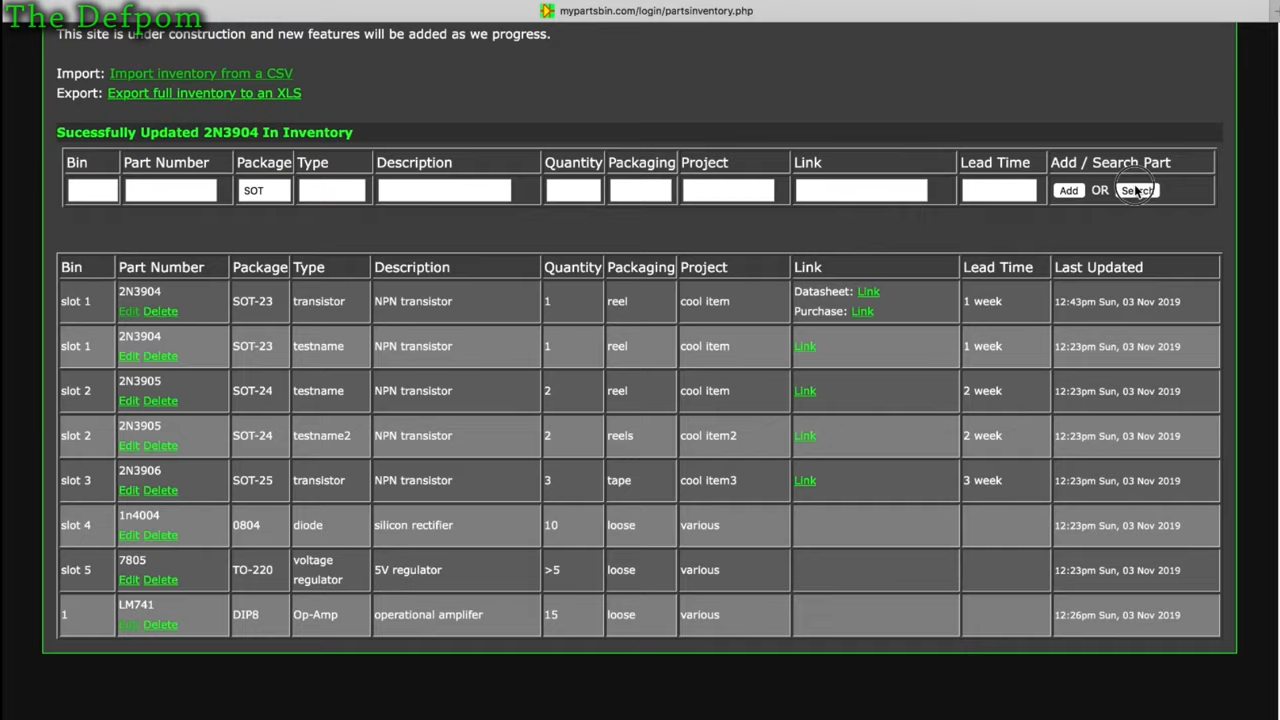 The Defpom
mypartsbin.com/login/partsinventory.php
This site is under construction and new features will be added as we progress.
Import: Import inventory from a CSV
Export: Export full inventory to an XLS
Sucessfully Updated 2N3904 In Inventory
Bin Part Number Package Type Description Quantity Packaging Project Link Lead Time Add / Search Part
SOT Add OR Search
Bin Part Number Package Type Description Quantity Packaging Project Link Lead Time Last Updated
slot 1 2N3904 Edit Delete SOT-23 transistor NPN transistor 1 reel cool item Datasheet: Link Purchase: Link 1 week 12:43pm Sun, 03 Nov 2019
slot 1 2N3904 Edit Delete SOT-23 testname NPN transistor 1 reel cool item Link 1 week 12:23pm Sun, 03 Nov 2019
slot 2 2N3905 Edit Delete SOT-24 testname NPN transistor 2 reel cool item Link 2 week 12:23pm Sun, 03 Nov 2019
slot 2 2N3905 Edit Delete SOT-24 testname2 NPN transistor 2 reels cool item2 Link 2 week 12:23pm Sun, 03 Nov 2019
slot 3 2N3906 Edit Delete SOT-25 transistor NPN transistor 3 tape cool item3 Link 3 week 12:23pm Sun, 03 Nov 2019
slot 4 1n4004 Edit Delete 0804 diode silicon rectifier 10 loose various 12:23pm Sun, 03 Nov 2019
slot 5 7805 Edit Delete TO-220 voltage regulator 5V regulator >5 loose various 12:23pm Sun, 03 Nov 2019
1 LM741 Edit Delete DIP8 Op-Amp operational amplifer 15 loose various 12:26pm Sun, 03 Nov 2019